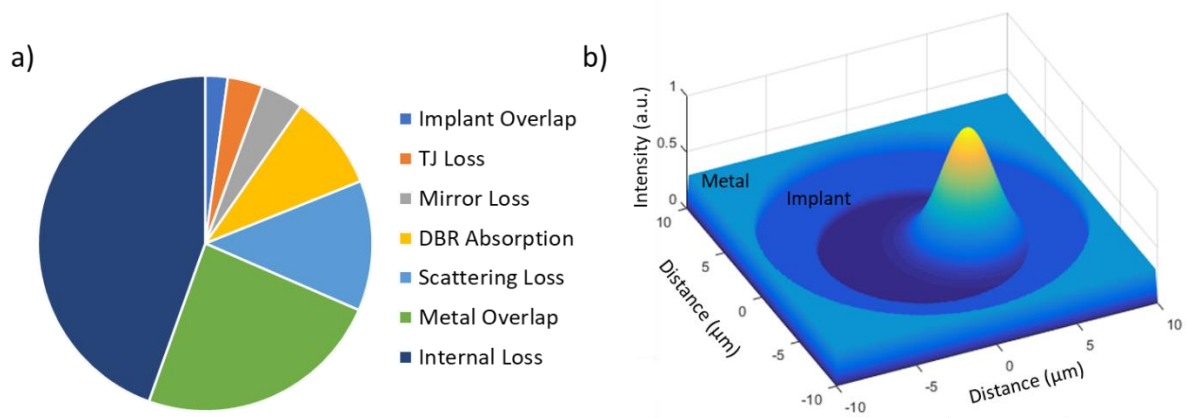 a)
Implant Overlap
TJ Loss
Mirror Loss
DBR Absorption
Scattering Loss
Metal Overlap
Internal Loss
b)
Intensity (a.u.)
1
0.5
0
Metal
Implant
10
5
0
-5
-10
Distance (μm)
-10
-5
0
5
10
Distance (μm)